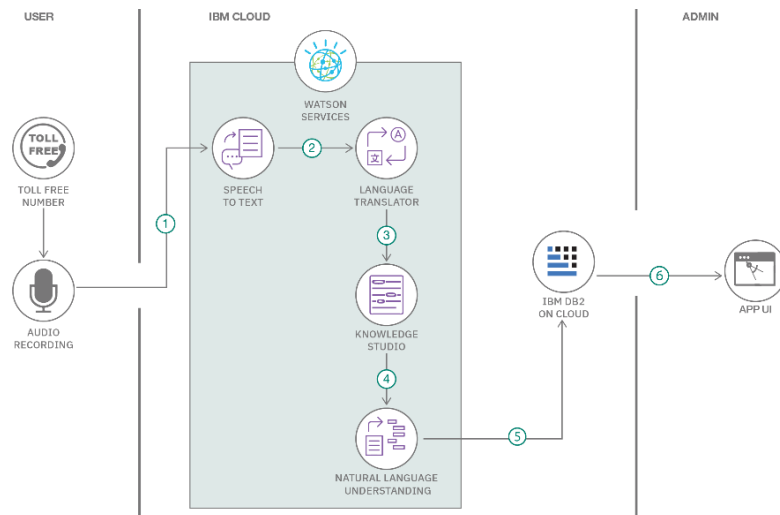 USER
IBM CLOUD
ADMIN
WATSON
SERVICES
TOLL
FREE
TOLL FREE
NUMBER
A
文
SPEECH
TO TEXT
LANGUAGE
TRANSLATOR
1
2
3
AUDIO
RECORDING
KNOWLEDGE
STUDIO
4
NATURAL LANGUAGE
UNDERSTANDING
5
IBM DB2
ON CLOUD
6
APP UI